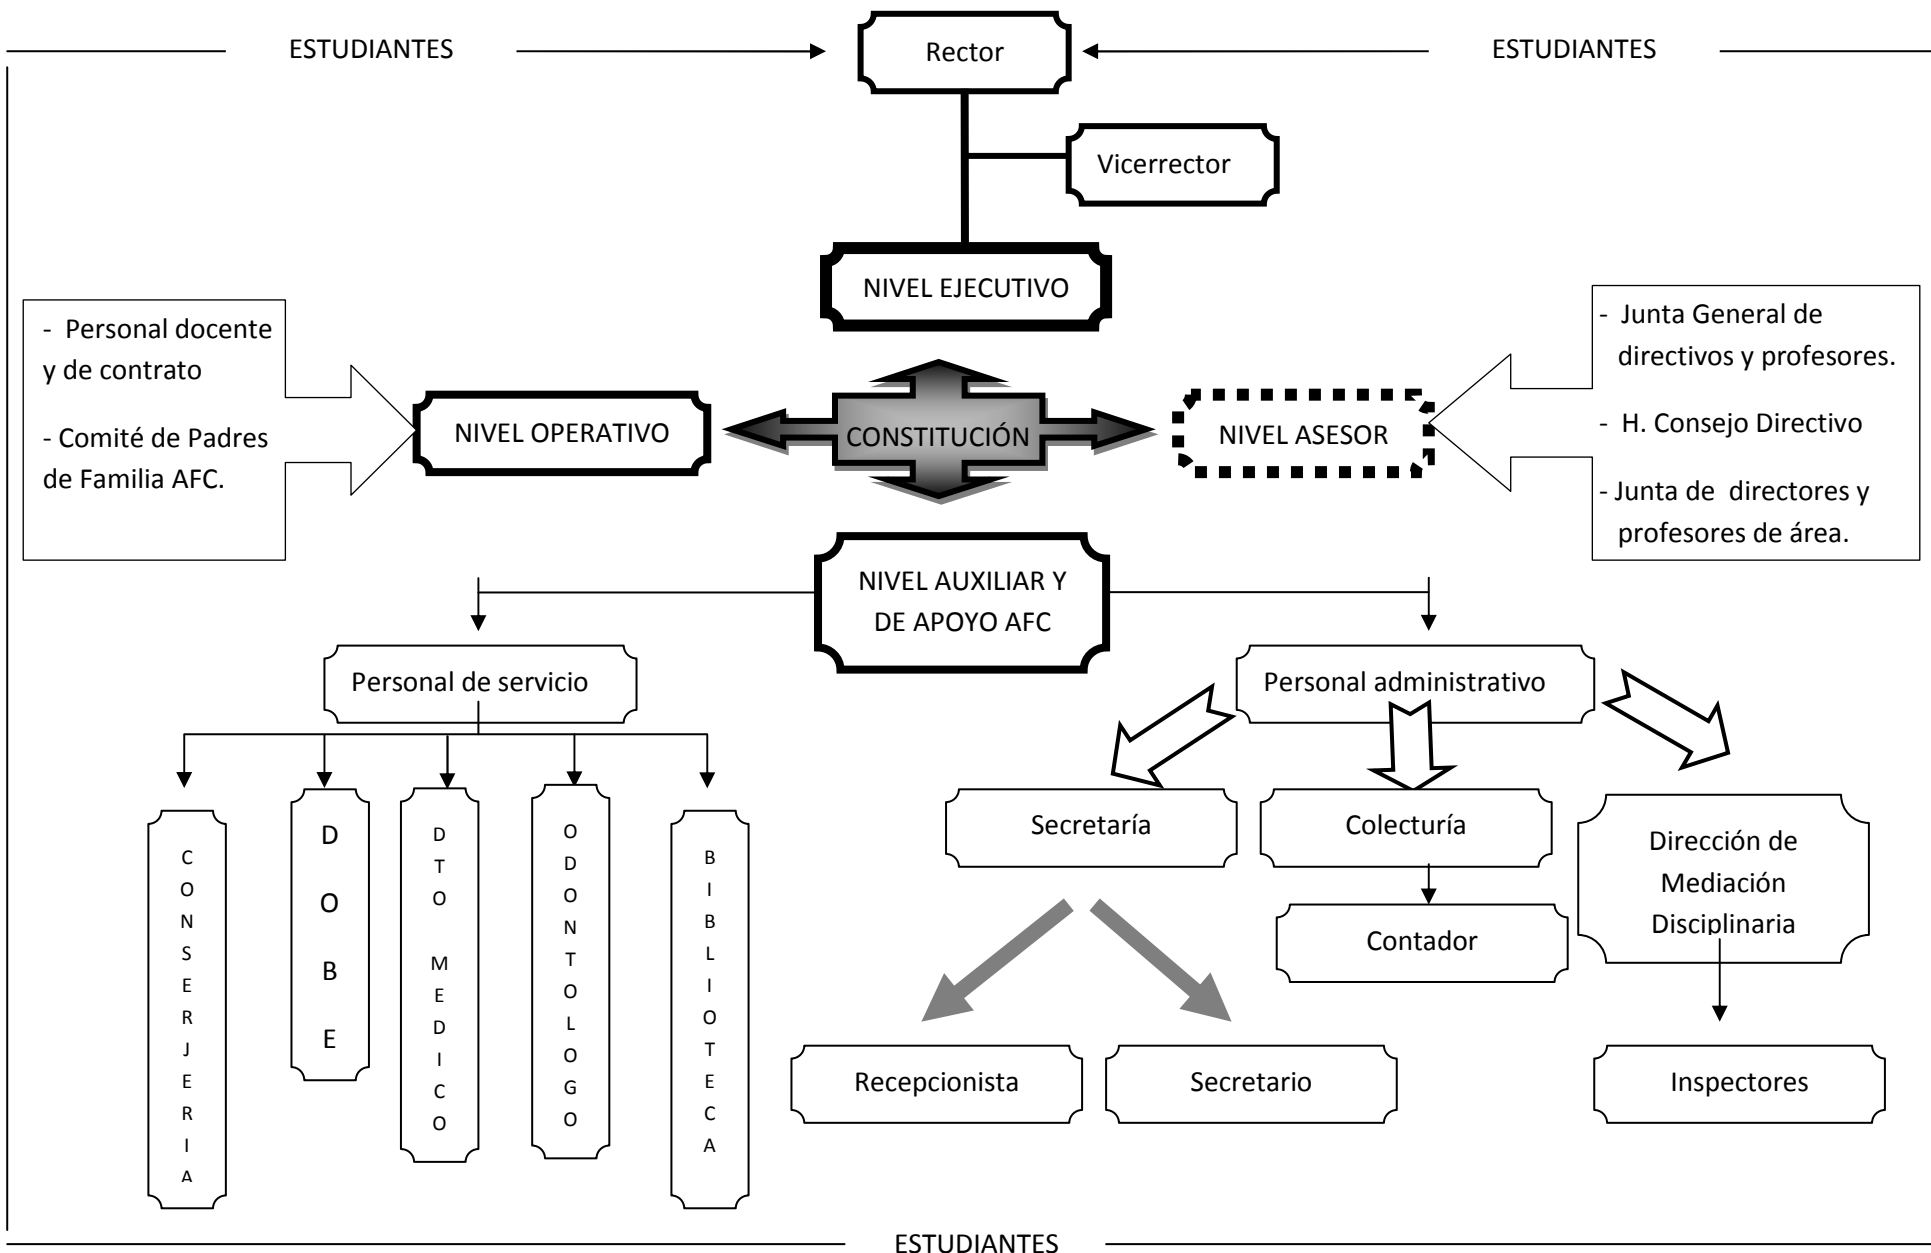 ESTUDIANTES
Rector
ESTUDIANTES
Vicerrector
NIVEL EJECUTIVO
- Personal docente
y de contrato
- Comité de Padres
de Familia AFC.
NIVEL OPERATIVO
CONSTITUCIÓN
NIVEL ASESOR
- Junta General de
directivos y profesores.
- H. Consejo Directivo
- Junta de directores y
profesores de área.
NIVEL AUXILIAR Y
DE APOYO AFC
Personal de servicio
Personal administrativo
CONSERJERIA
DOBE
DTO MEDICO
ODONTOLOGO
BIBLIOTECA
Secretaría
Colecturía
Dirección de
Mediación
Disciplinaria
Contador
Recepcionista
Secretario
Inspectores
ESTUDIANTES